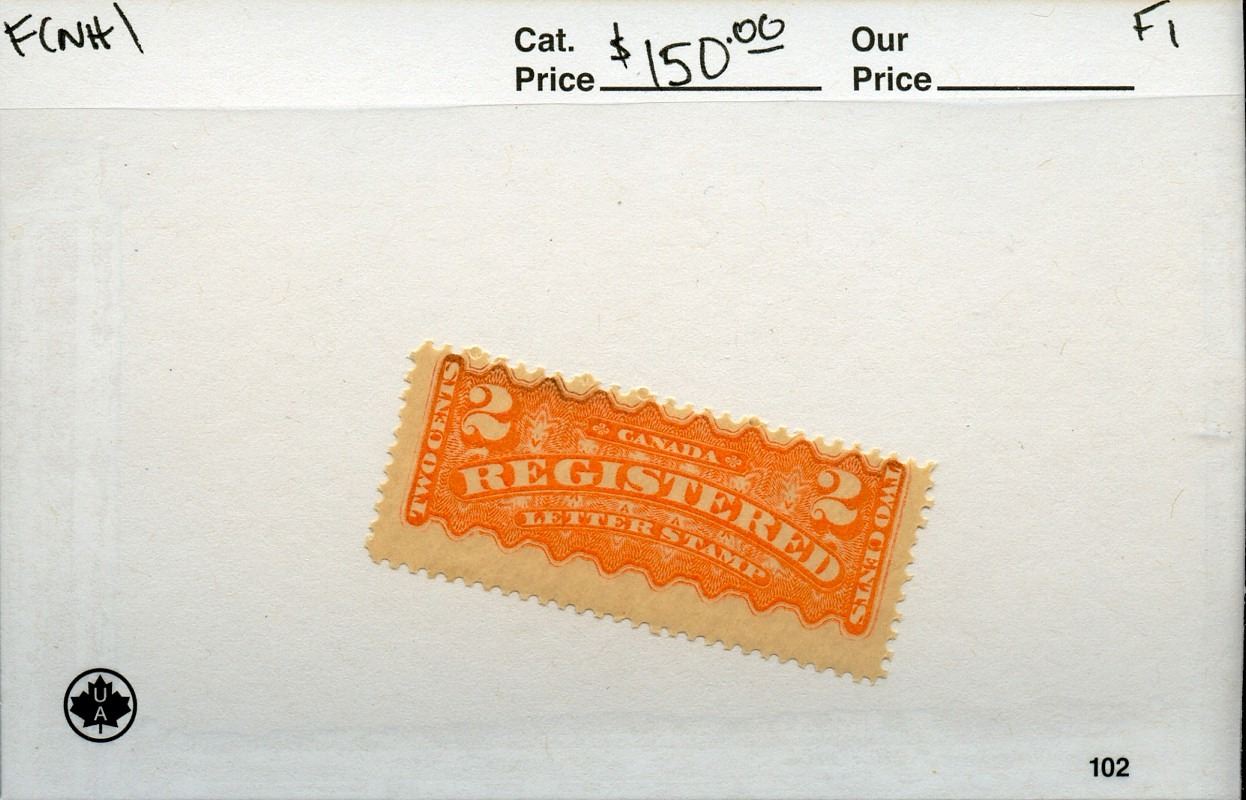 F(NH)
Cat. Price $150.00
Our Price
F1
TWO CENTS
2
CANADA
REGISTERED
LETTER STAMP
2
TWO CENTS
UA
102